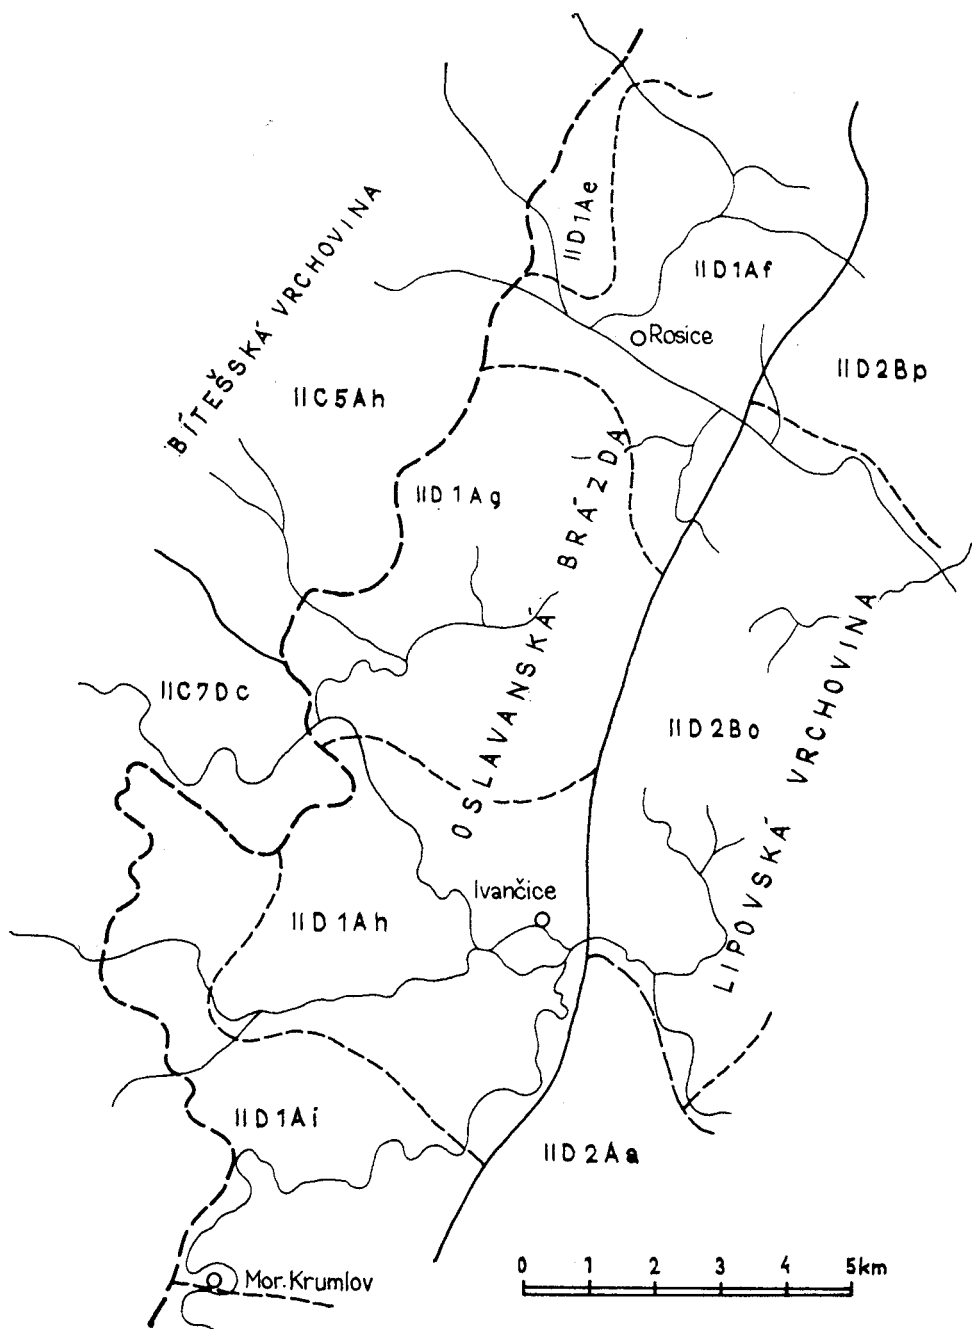 IID1Ae
BÍTEŠSKÁ VRCHOVINA
IID1Af
Rosice
IID2Bp
IIC5Ah
IID1Ag
OSLAVANSKÁ BRÁZDA
IIC7Dc
IID2Bo
LIPOVSKÁ VRCHOVINA
Ivančice
IID1Ah
IID1Ai
IID2Aa
Mor. Krumlov
0 1 2 3 4 5km